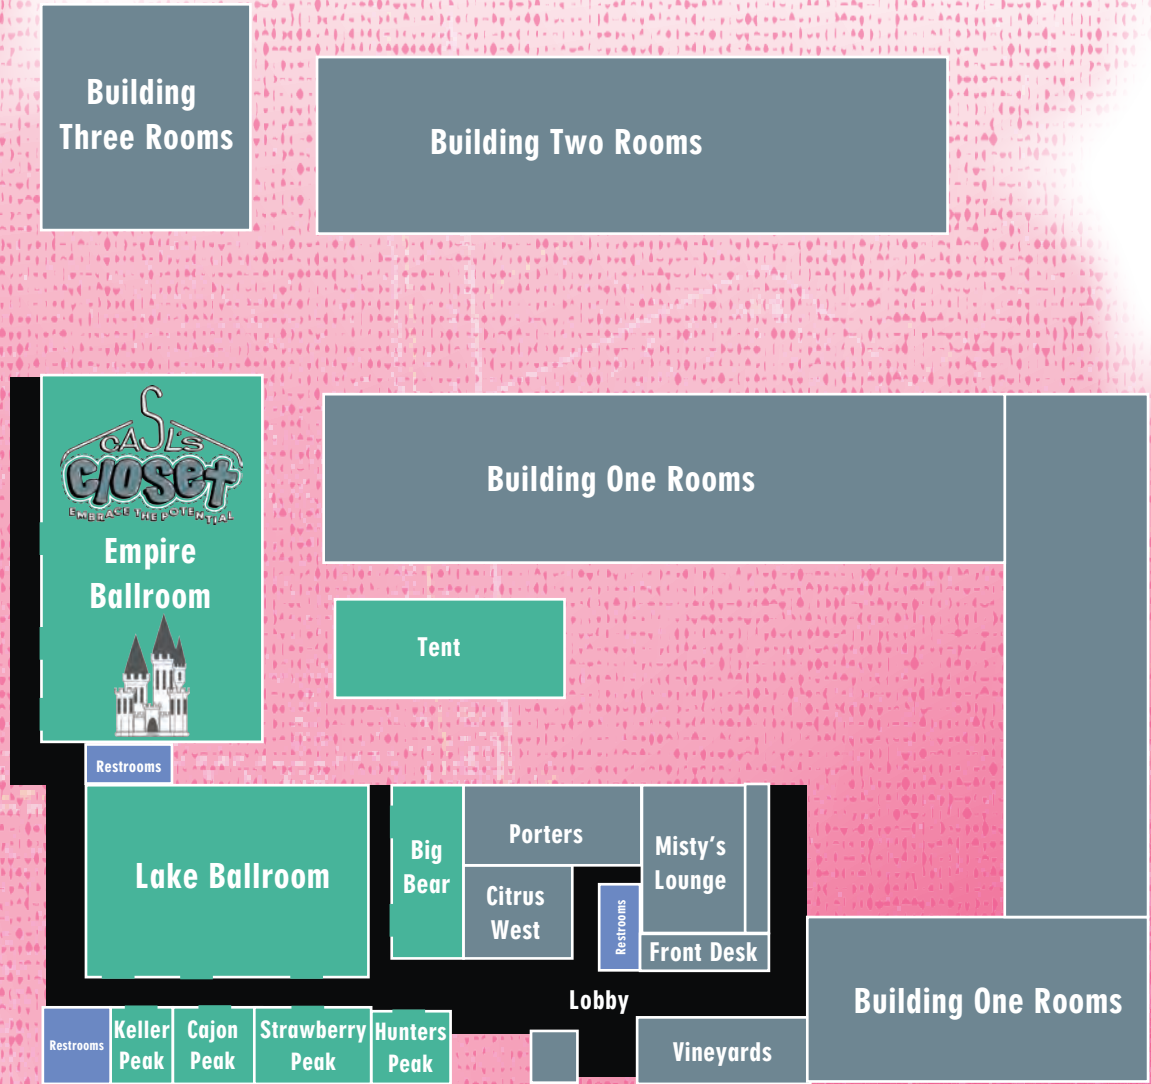 Building
Three Rooms
Building Two Rooms
CAJL'S
CLOSET
EMBRACE THE POTENTIAL
Empire
Ballroom
Building One Rooms
Tent
Restrooms
Lake Ballroom
Big
Bear
Porters
Citrus
West
Misty's
Lounge
Restrooms
Front Desk
Lobby
Building One Rooms
Restrooms
Keller
Peak
Cajon
Peak
Strawberry
Peak
Hunters
Peak
Vineyards